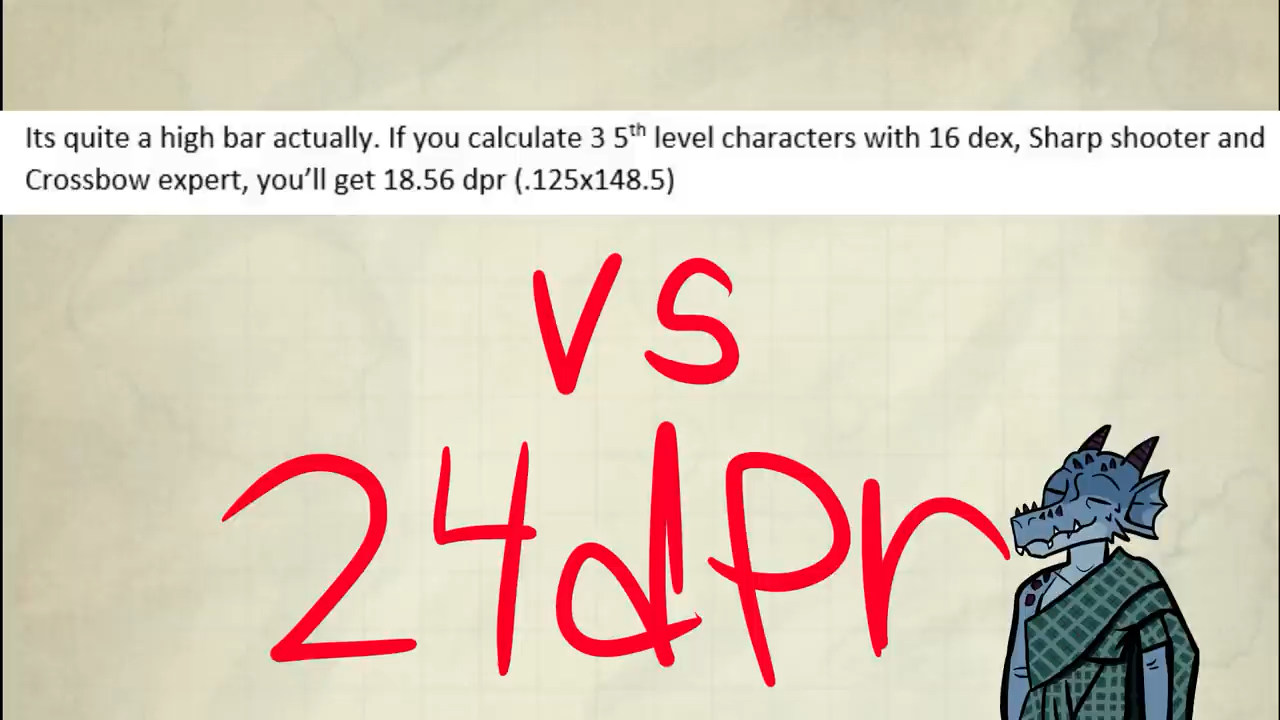 Its quite a high bar actually. If you calculate 3 5th level characters with 16 dex, Sharp shooter and
Crossbow expert, you’ll get 18.56 dpr (.125x148.5)
vs
24dpr